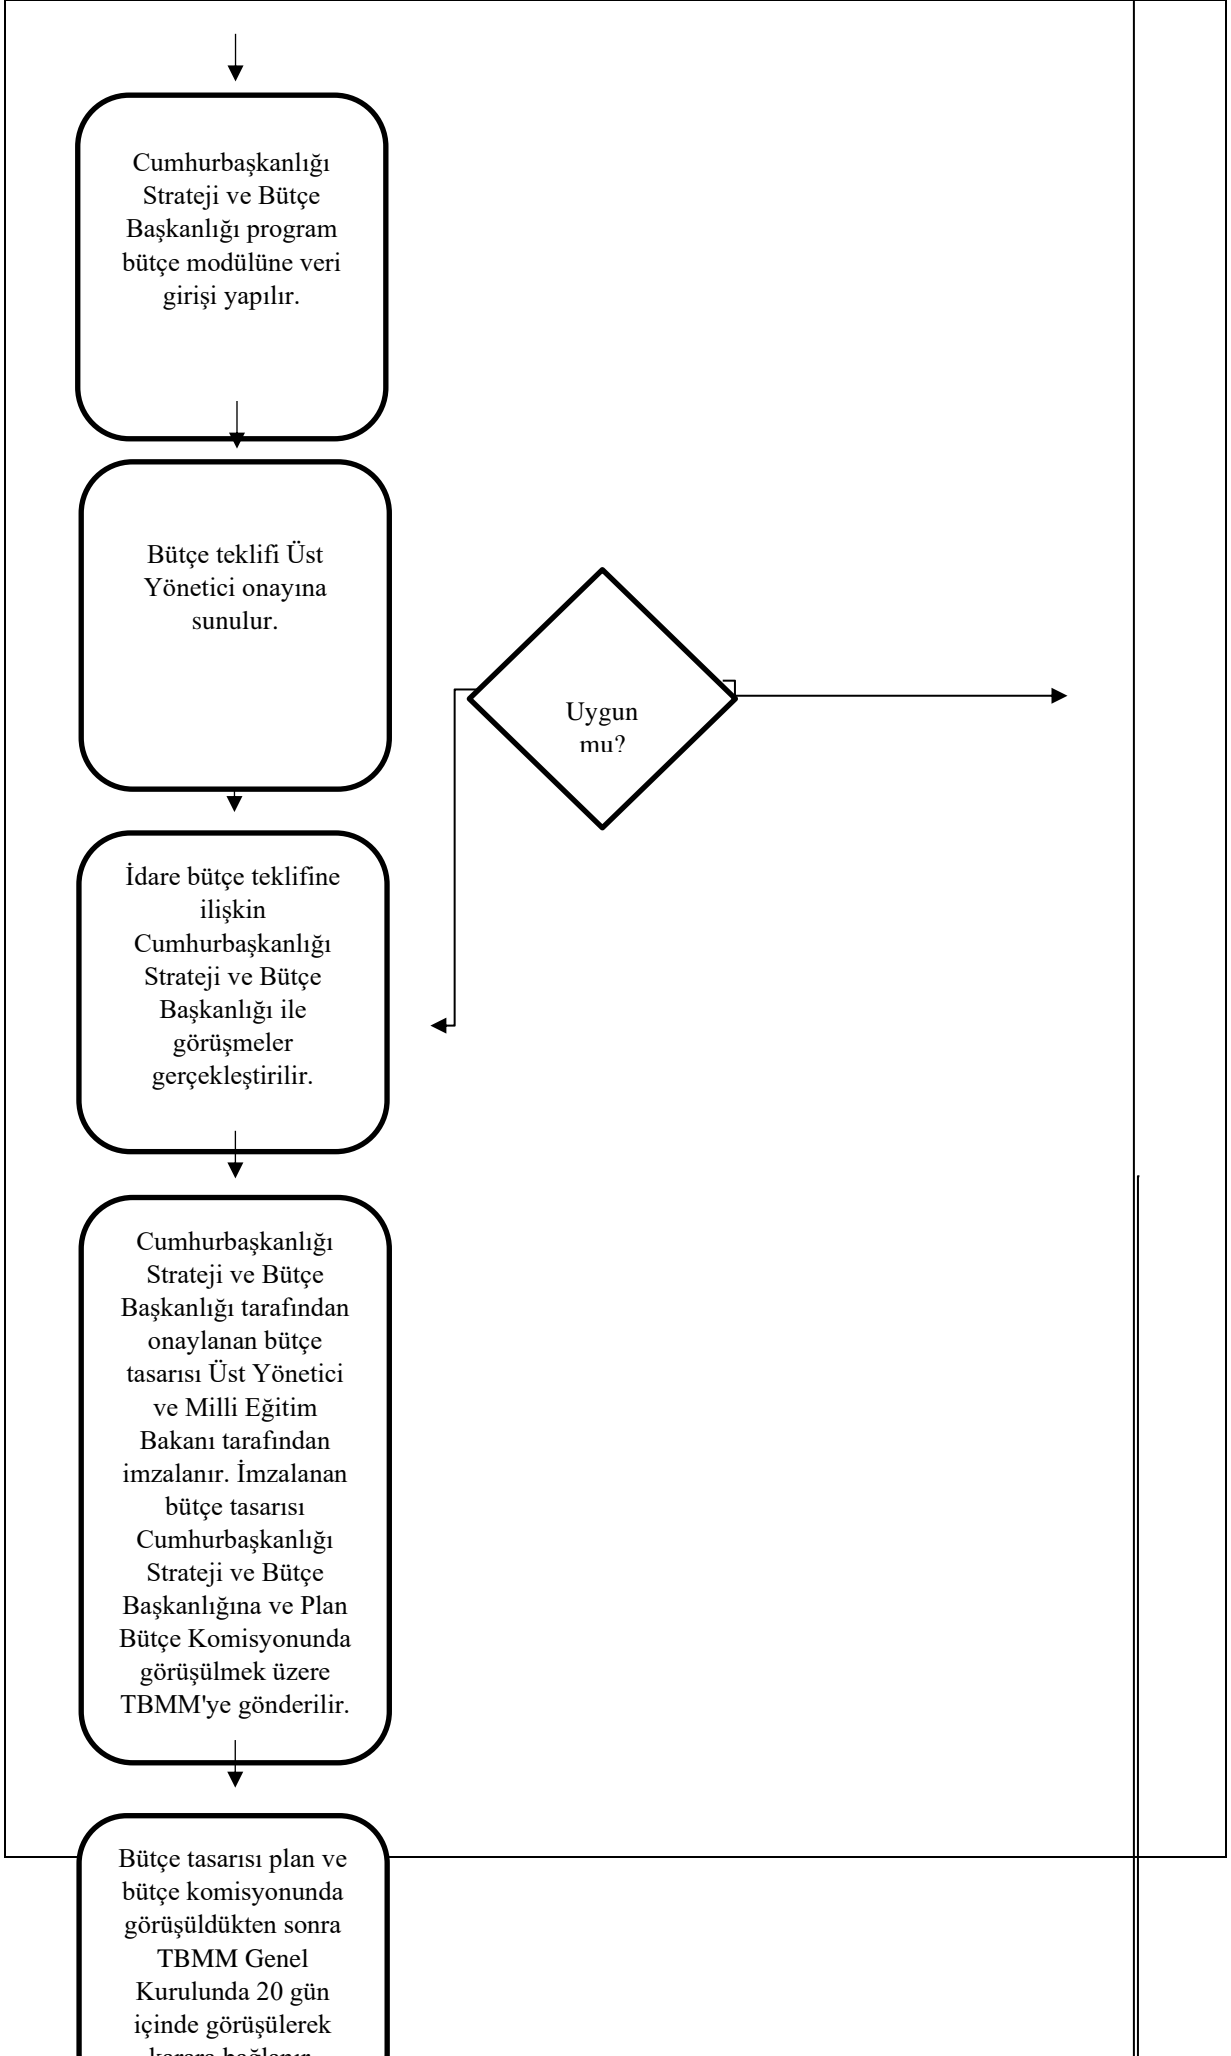 Cumhurbaşkanlığı
Strateji ve Bütçe
Başkanlığı program
bütçe modülüne veri
girişi yapılır.
Bütçe teklifi Üst
Yönetici onayına
sunulur.
Uygun
mu?
İdare bütçe teklifine
ilişkin
Cumhurbaşkanlığı
Strateji ve Bütçe
Başkanlığı ile
görüşmeler
gerçekleştirilir.
Cumhurbaşkanlığı
Strateji ve Bütçe
Başkanlığı tarafından
onaylanan bütçe
tasarısı Üst Yönetici
ve Milli Eğitim
Bakanı tarafından
imzalanır. İmzalanan
bütçe tasarısı
Cumhurbaşkanlığı
Strateji ve Bütçe
Başkanlığına ve Plan
Bütçe Komisyonunda
görüşülmek üzere
TBMM'ye gönderilir.
Bütçe tasarısı plan ve
bütçe komisyonunda
görüşüldükten sonra
TBMM Genel
Kurulunda 20 gün
içinde görüşülerek
karara bağlanır.